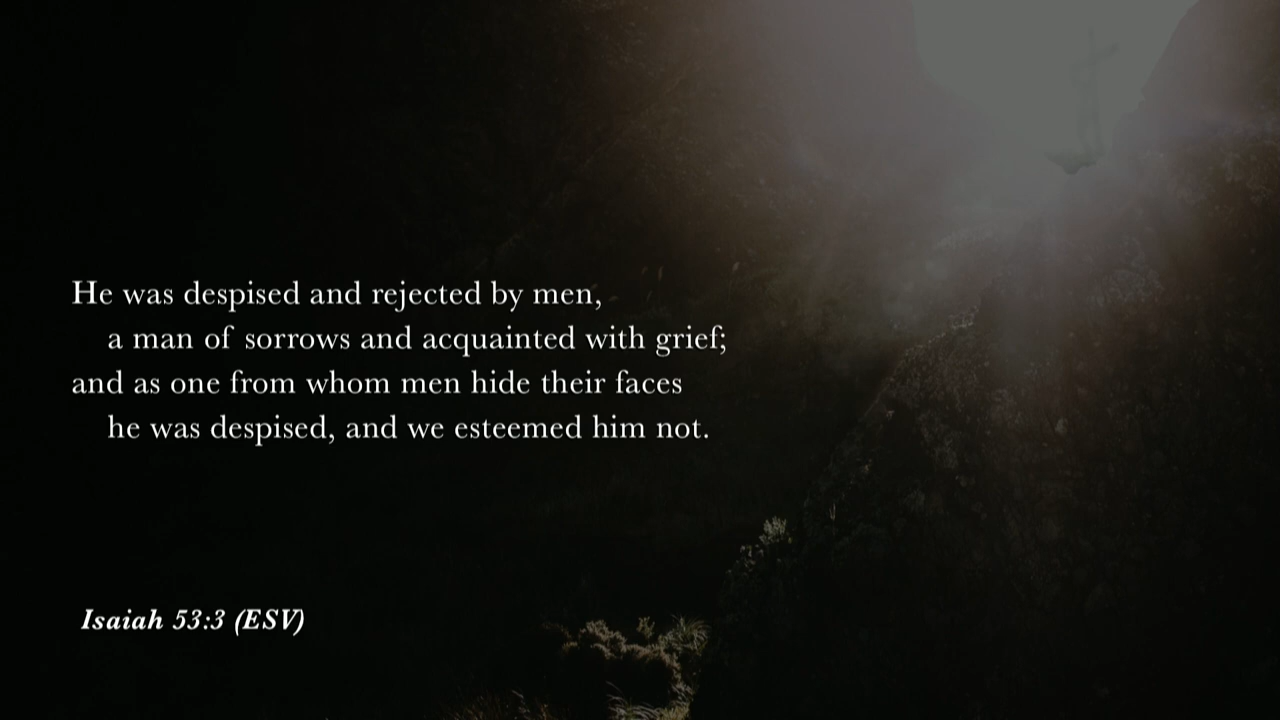 He was despised and rejected by men,
a man of sorrows and acquainted with grief;
and as one from whom men hide their faces
he was despised, and we esteemed him not.
Isaiah 53:3 (ESV)